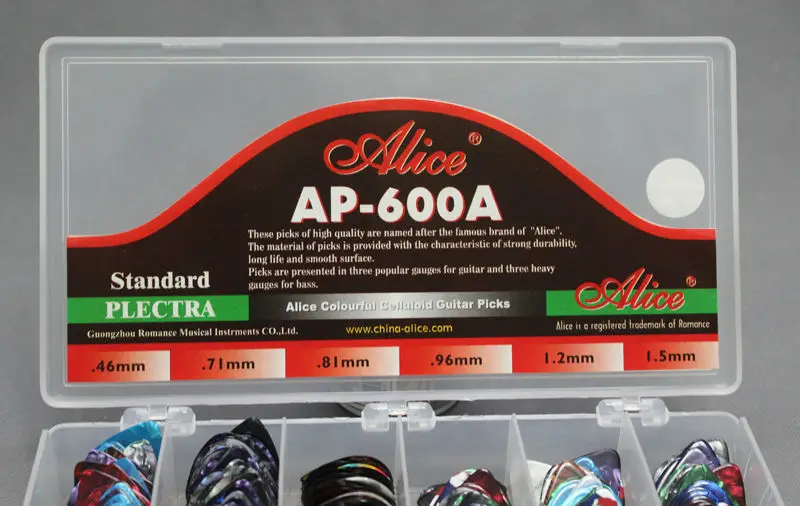 Alice®
AP-600A
These picks of high quality are named after the famous brand of "Alice".
The material of picks is provided with the characteristic of strong durability,
long life and smooth surface.
Picks are presented in three popular gauges for guitar and three heavy
gauges for bass.
Standard
PLECTRA
Alice Colourful Celluloid Guitar Picks
Alice®
Guongzhou Romance Musical Instrments CO.,Ltd.
www.china-alice.com
Alice is a registered trademark of Romance
.46mm .71mm .81mm .96mm 1.2mm 1.5mm